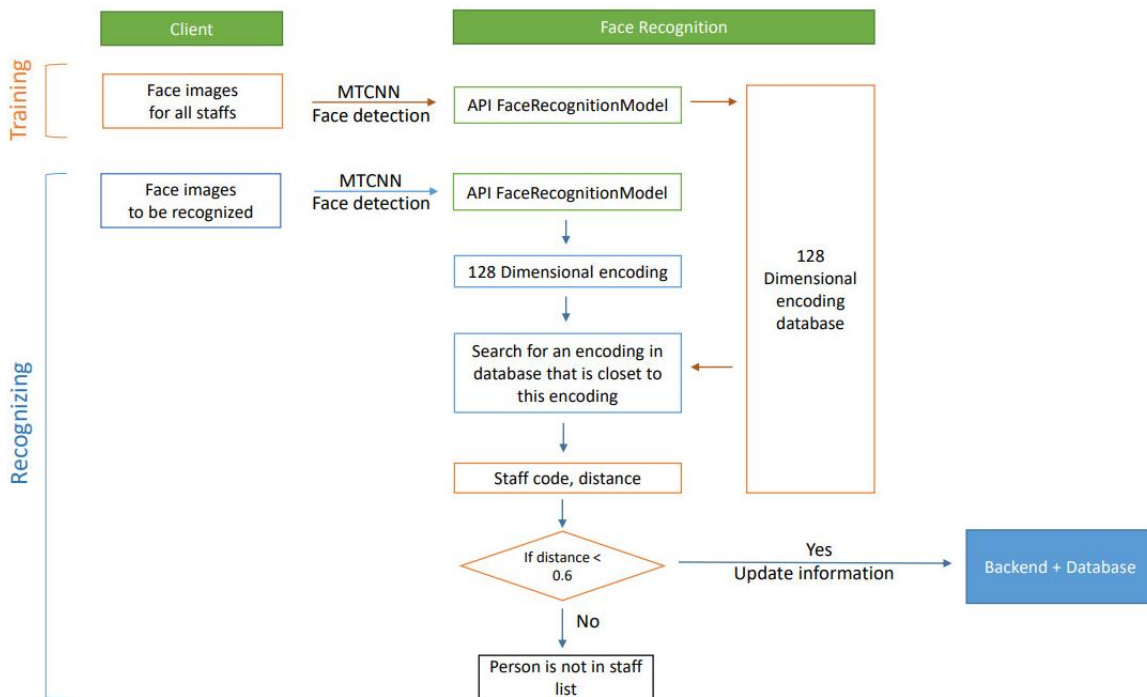 Client
Face Recognition
Training
Face images
for all staffs
MTCNN
Face detection
API FaceRecognitionModel
Recognizing
Face images
to be recognized
MTCNN
Face detection
API FaceRecognitionModel
128 Dimensional encoding
Search for an encoding in
database that is closet to
this encoding
Staff code, distance
128
Dimensional
encoding
database
If distance <
0.6
Yes
Update information
Backend + Database
No
Person is not in staff
list